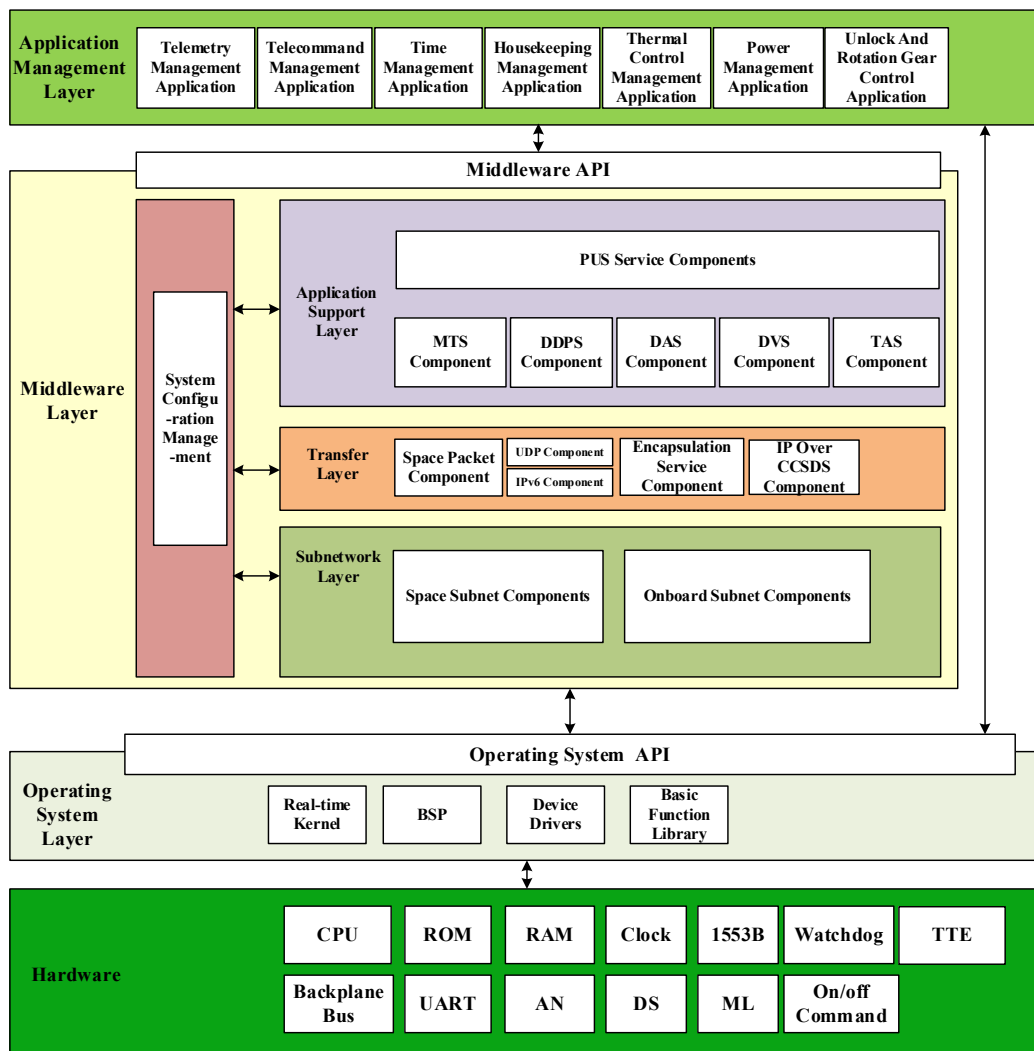 Application
Management
Layer
Telemetry
Management
Application
Telecommand
Management
Application
Time
Management
Application
Housekeeping
Management
Application
Thermal
Control
Management
Application
Power
Management
Application
Unlock And
Rotation Gear
Control
Application
Middleware API
Middleware
Layer
System
Configu
-ration
Manage
-ment
Application
Support
Layer
PUS Service Components
MTS
Component
DDPS
Component
DAS
Component
DVS
Component
TAS
Component
Transfer
Layer
Space Packet
Component
UDP Component
IPv6 Component
Encapsulation
Service
Component
IP Over
CCSDS
Component
Subnetwork
Layer
Space Subnet Components
Onboard Subnet Components
Operating System API
Operating
System
Layer
Real-time
Kernel
BSP
Device
Drivers
Basic
Function
Library
Hardware
CPU
ROM
RAM
Clock
1553B
Watchdog
TTE
Backplane
Bus
UART
AN
DS
ML
On/off
Command